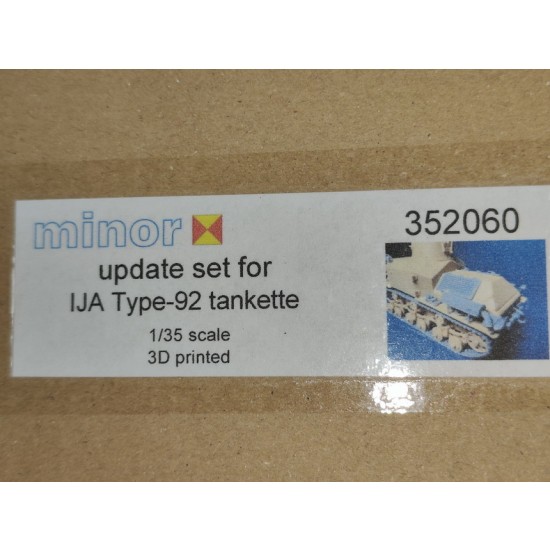 minor
352060
update set for
IJA Type-92 tankette
1/35 scale
3D printed